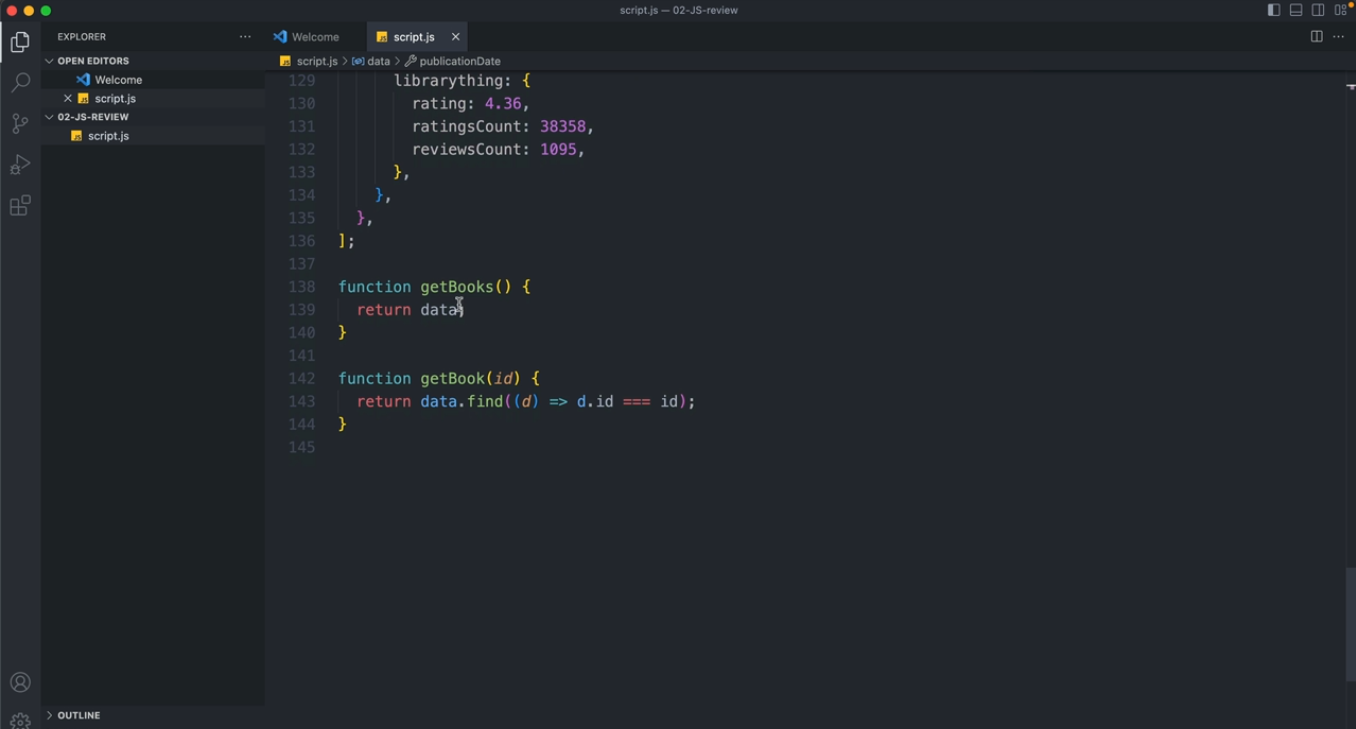 script.js — 02-JS-review
EXPLORER
Welcome
script.js
OPEN EDITORS
script.js > data > publicationDate
Welcome
script.js
02-JS-REVIEW
script.js
129 librarything: {
130 rating: 4.36,
131 ratingsCount: 38358,
132 reviewsCount: 1095,
133 },
134 },
135 },
136 ];
137
138 function getBooks() {
139 return data;
140 }
141
142 function getBook(id) {
143 return data.find((d) => d.id === id);
144 }
145
OUTLINE